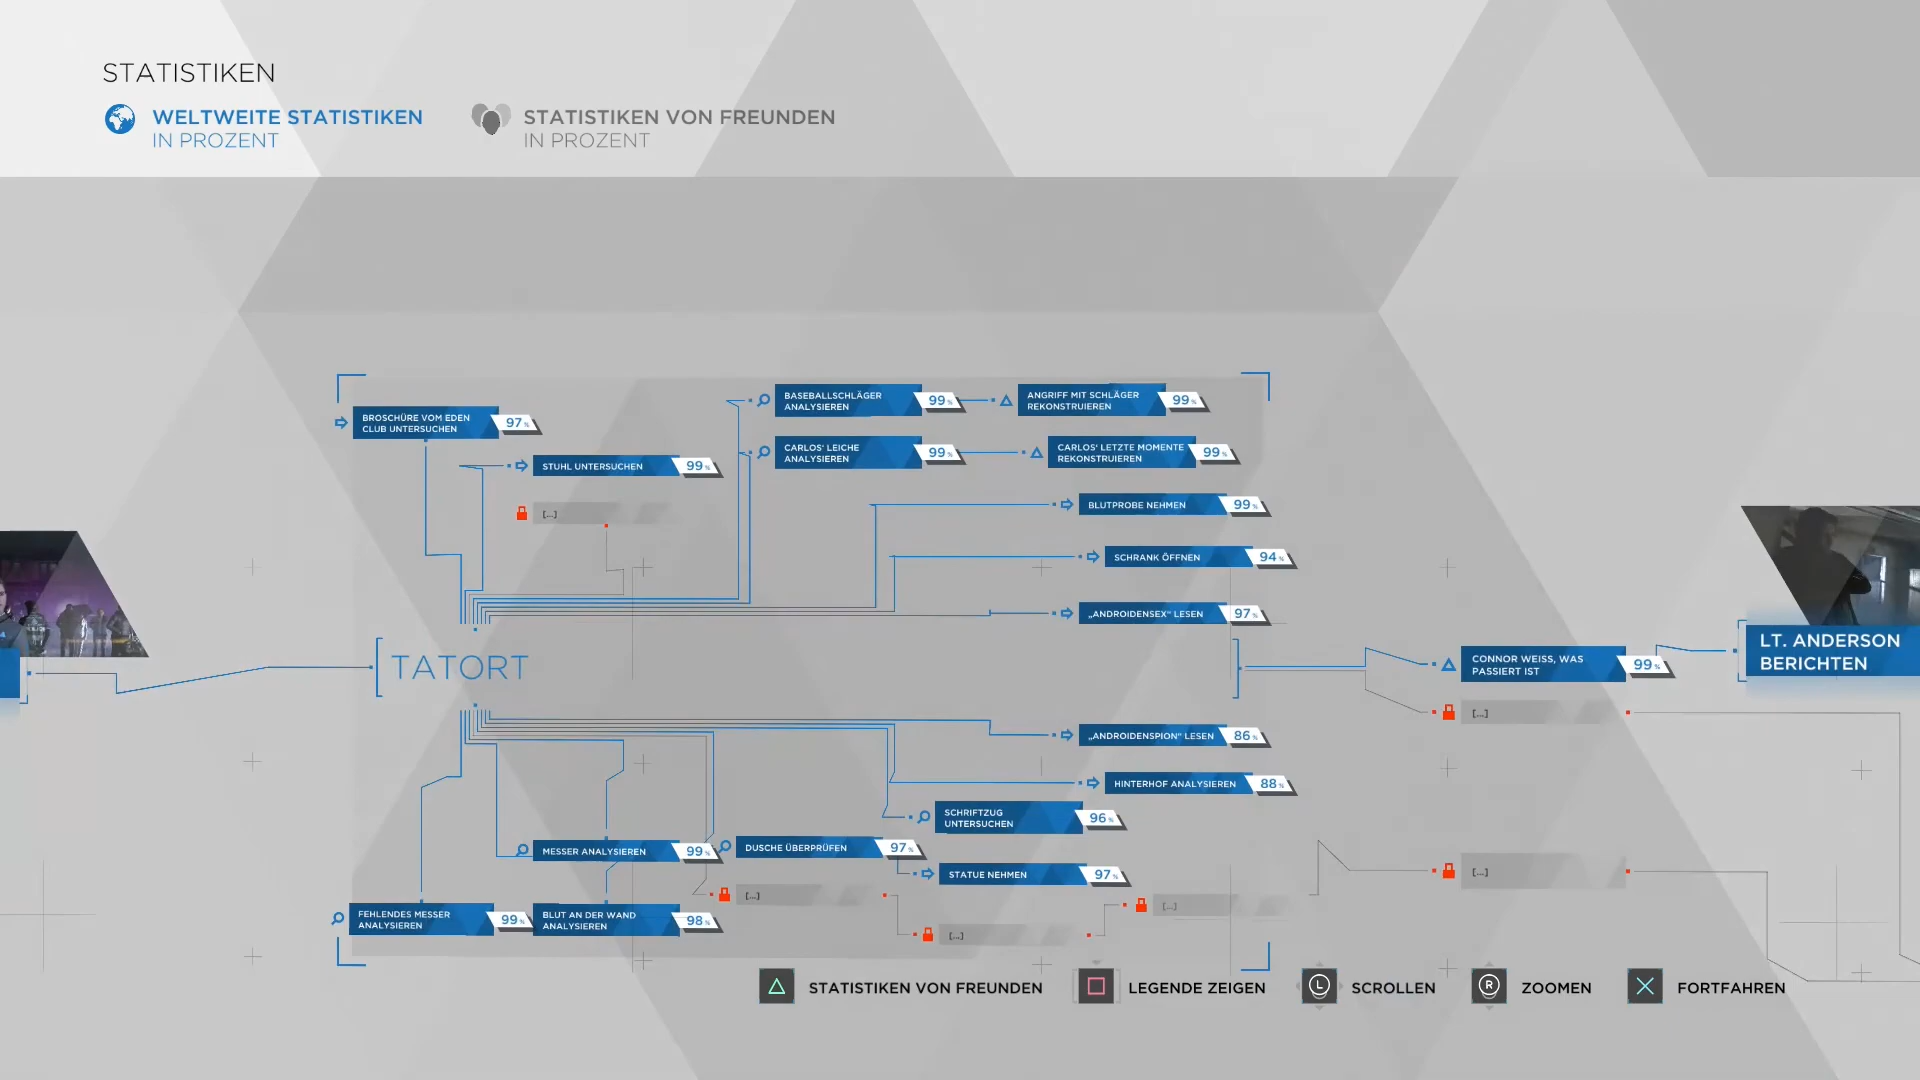 STATISTIKEN
WELTWEITE STATISTIKEN
IN PROZENT
STATISTIKEN VON FREUNDEN
IN PROZENT
BROSCHÜRE VOM EDEN
CLUB UNTERSUCHEN
97%
STUHL UNTERSUCHEN
99%
[...]
BASEBALLSCHLÄGER
ANALYSIEREN
99%
ANGRIFF MIT SCHLÄGER
REKONSTRUIEREN
99%
CARLOS' LEICHE
ANALYSIEREN
99%
CARLOS' LETZTE MOMENTE
REKONSTRUIEREN
99%
BLUTPROBE NEHMEN
99%
SCHRANK ÖFFNEN
94%
„ANDROIDENSEX“ LESEN
97%
TATORT
CONNOR WEISS, WAS
PASSIERT IST
99%
[...]
LT. ANDERSON
BERICHTEN
„ANDROIDENSPION“ LESEN
86%
HINTERHOF ANALYSIEREN
88%
SCHRIFTZUG
UNTERSUCHEN
96%
MESSER ANALYSIEREN
99%
DUSCHE ÜBERPRÜFEN
97%
STATUE NEHMEN
97%
[...]
[...]
[...]
[...]
FEHLENDES MESSER
ANALYSIEREN
99%
BLUT AN DER WAND
ANALYSIEREN
98%
STATISTIKEN VON FREUNDEN
LEGENDE ZEIGEN
L
SCROLLEN
R
ZOOMEN
FORTFAHREN